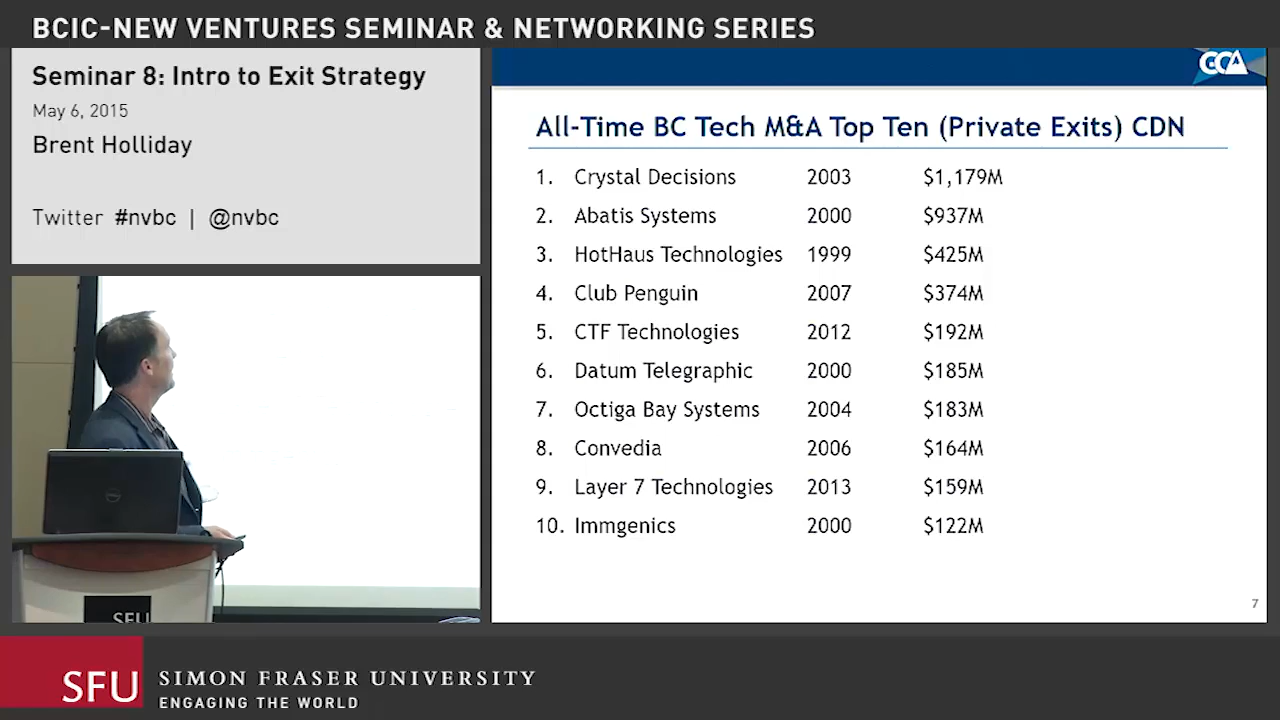 BCIC-NEW VENTURES SEMINAR & NETWORKING SERIES
Seminar 8: Intro to Exit Strategy
May 6, 2015
Brent Holliday
Twitter #nvbc | @nvbc
CCA
All-Time BC Tech M&A Top Ten (Private Exits) CDN
1. Crystal Decisions 2003 $1,179M
2. Abatis Systems 2000 $937M
3. HotHaus Technologies 1999 $425M
4. Club Penguin 2007 $374M
5. CTF Technologies 2012 $192M
6. Datum Telegraphic 2000 $185M
7. Octiga Bay Systems 2004 $183M
8. Convedia 2006 $164M
9. Layer 7 Technologies 2013 $159M
10. Immgenics 2000 $122M
7
SFU
SFU SIMON FRASER UNIVERSITY
ENGAGING THE WORLD